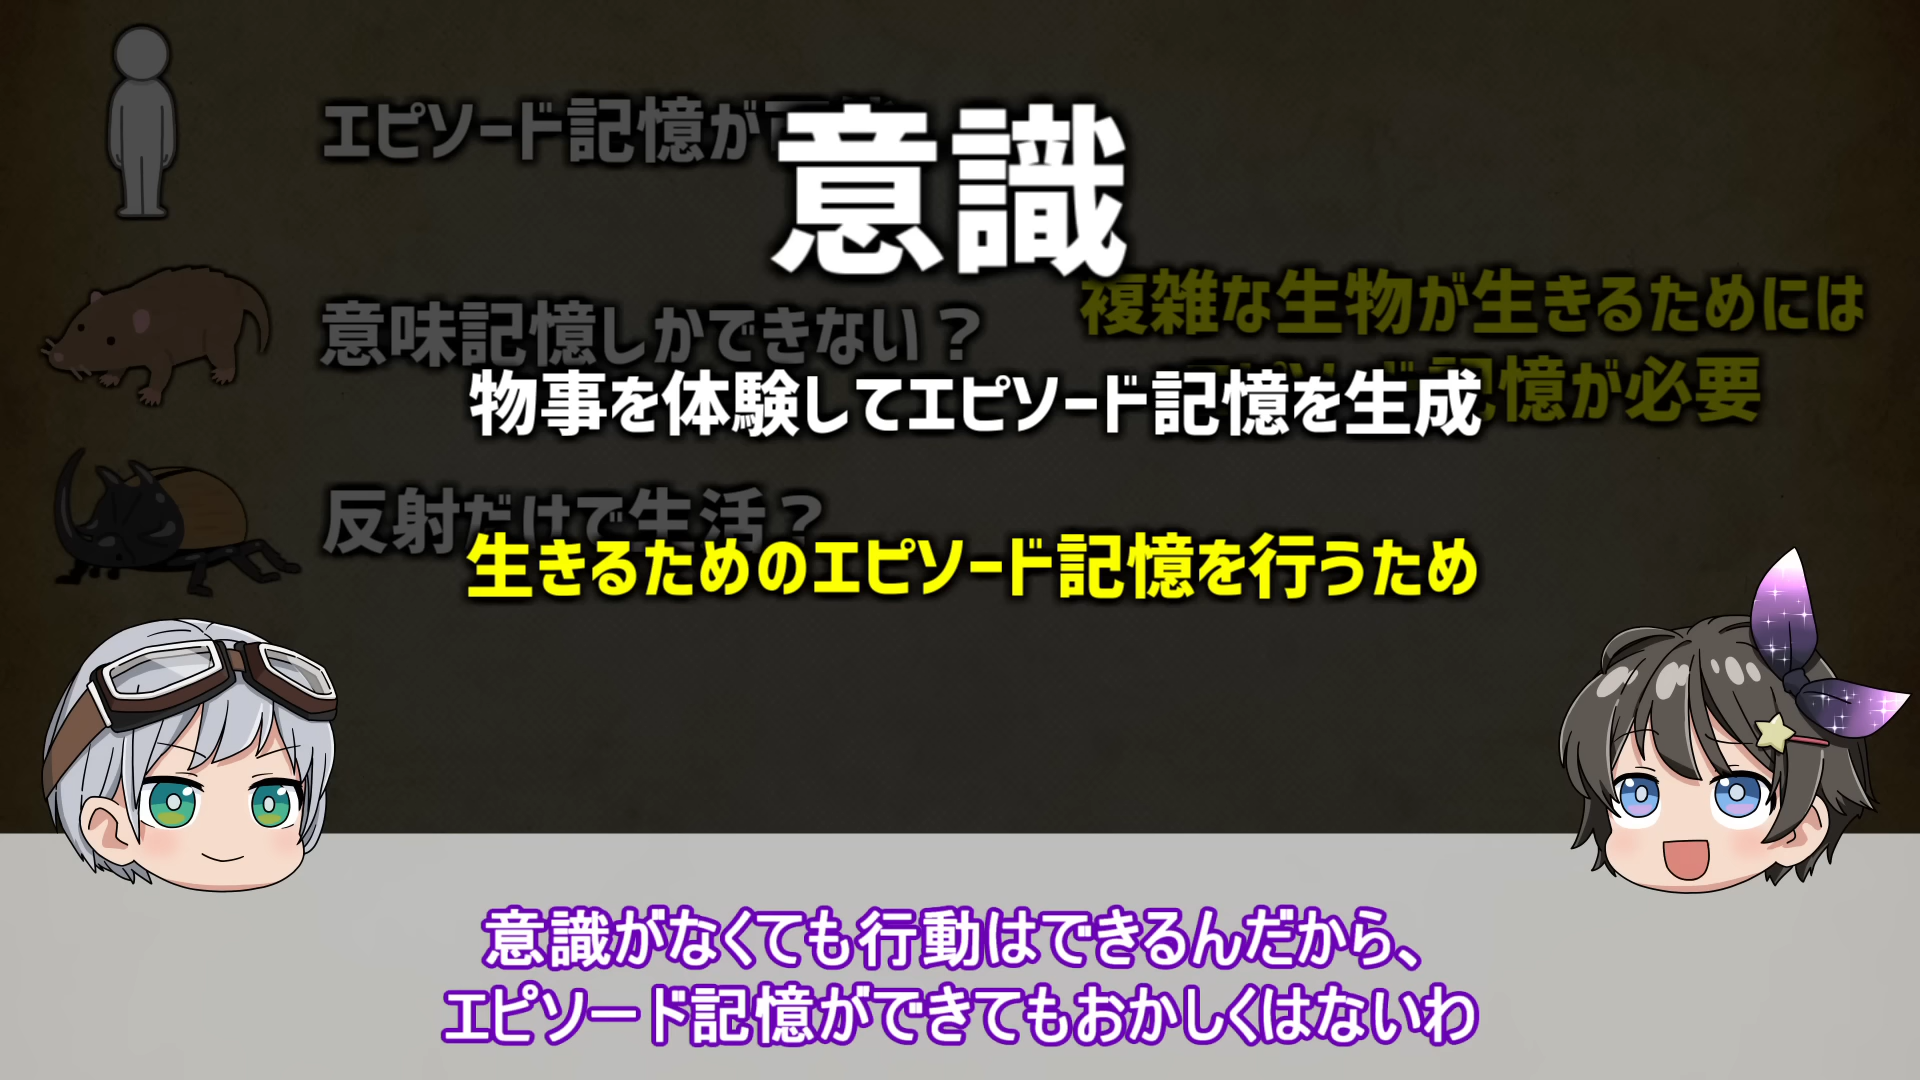 エピソード記憶が
意識
意味記憶しかできない？
複雑な生物が生きるためには
記憶が必要
物事を体験してエピソード記憶を生成
反射だけで生活？
生きるためのエピソード記憶を行うため
意識がなくても行動はできるんだから、
エピソード記憶ができてもおかしくはないわ